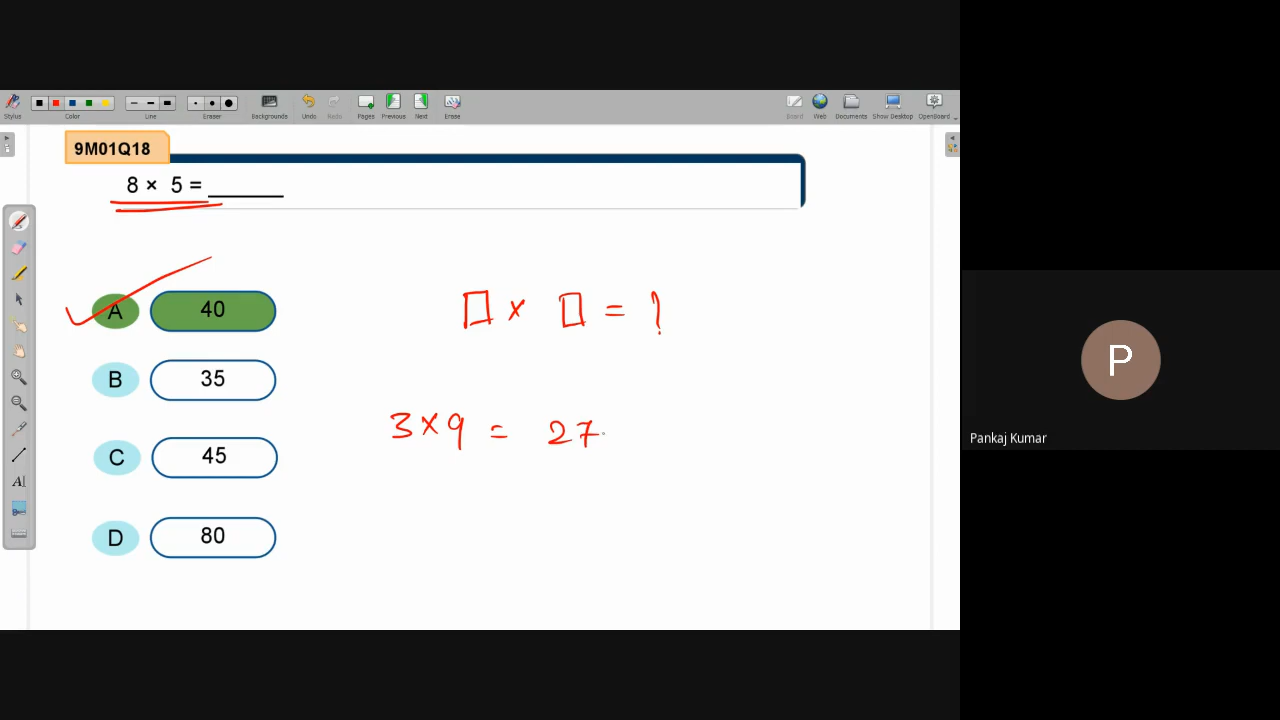 Stylus Color Line Eraser Backgrounds Undo Redo Pages Previous Next Erase Board Web Documents Show Desktop OpenBoard
9M01Q18
8 × 5 = ______
A 40
□ × □ = ?
B 35
3 × 9 = 27
C 45
D 80
P
Pankaj Kumar